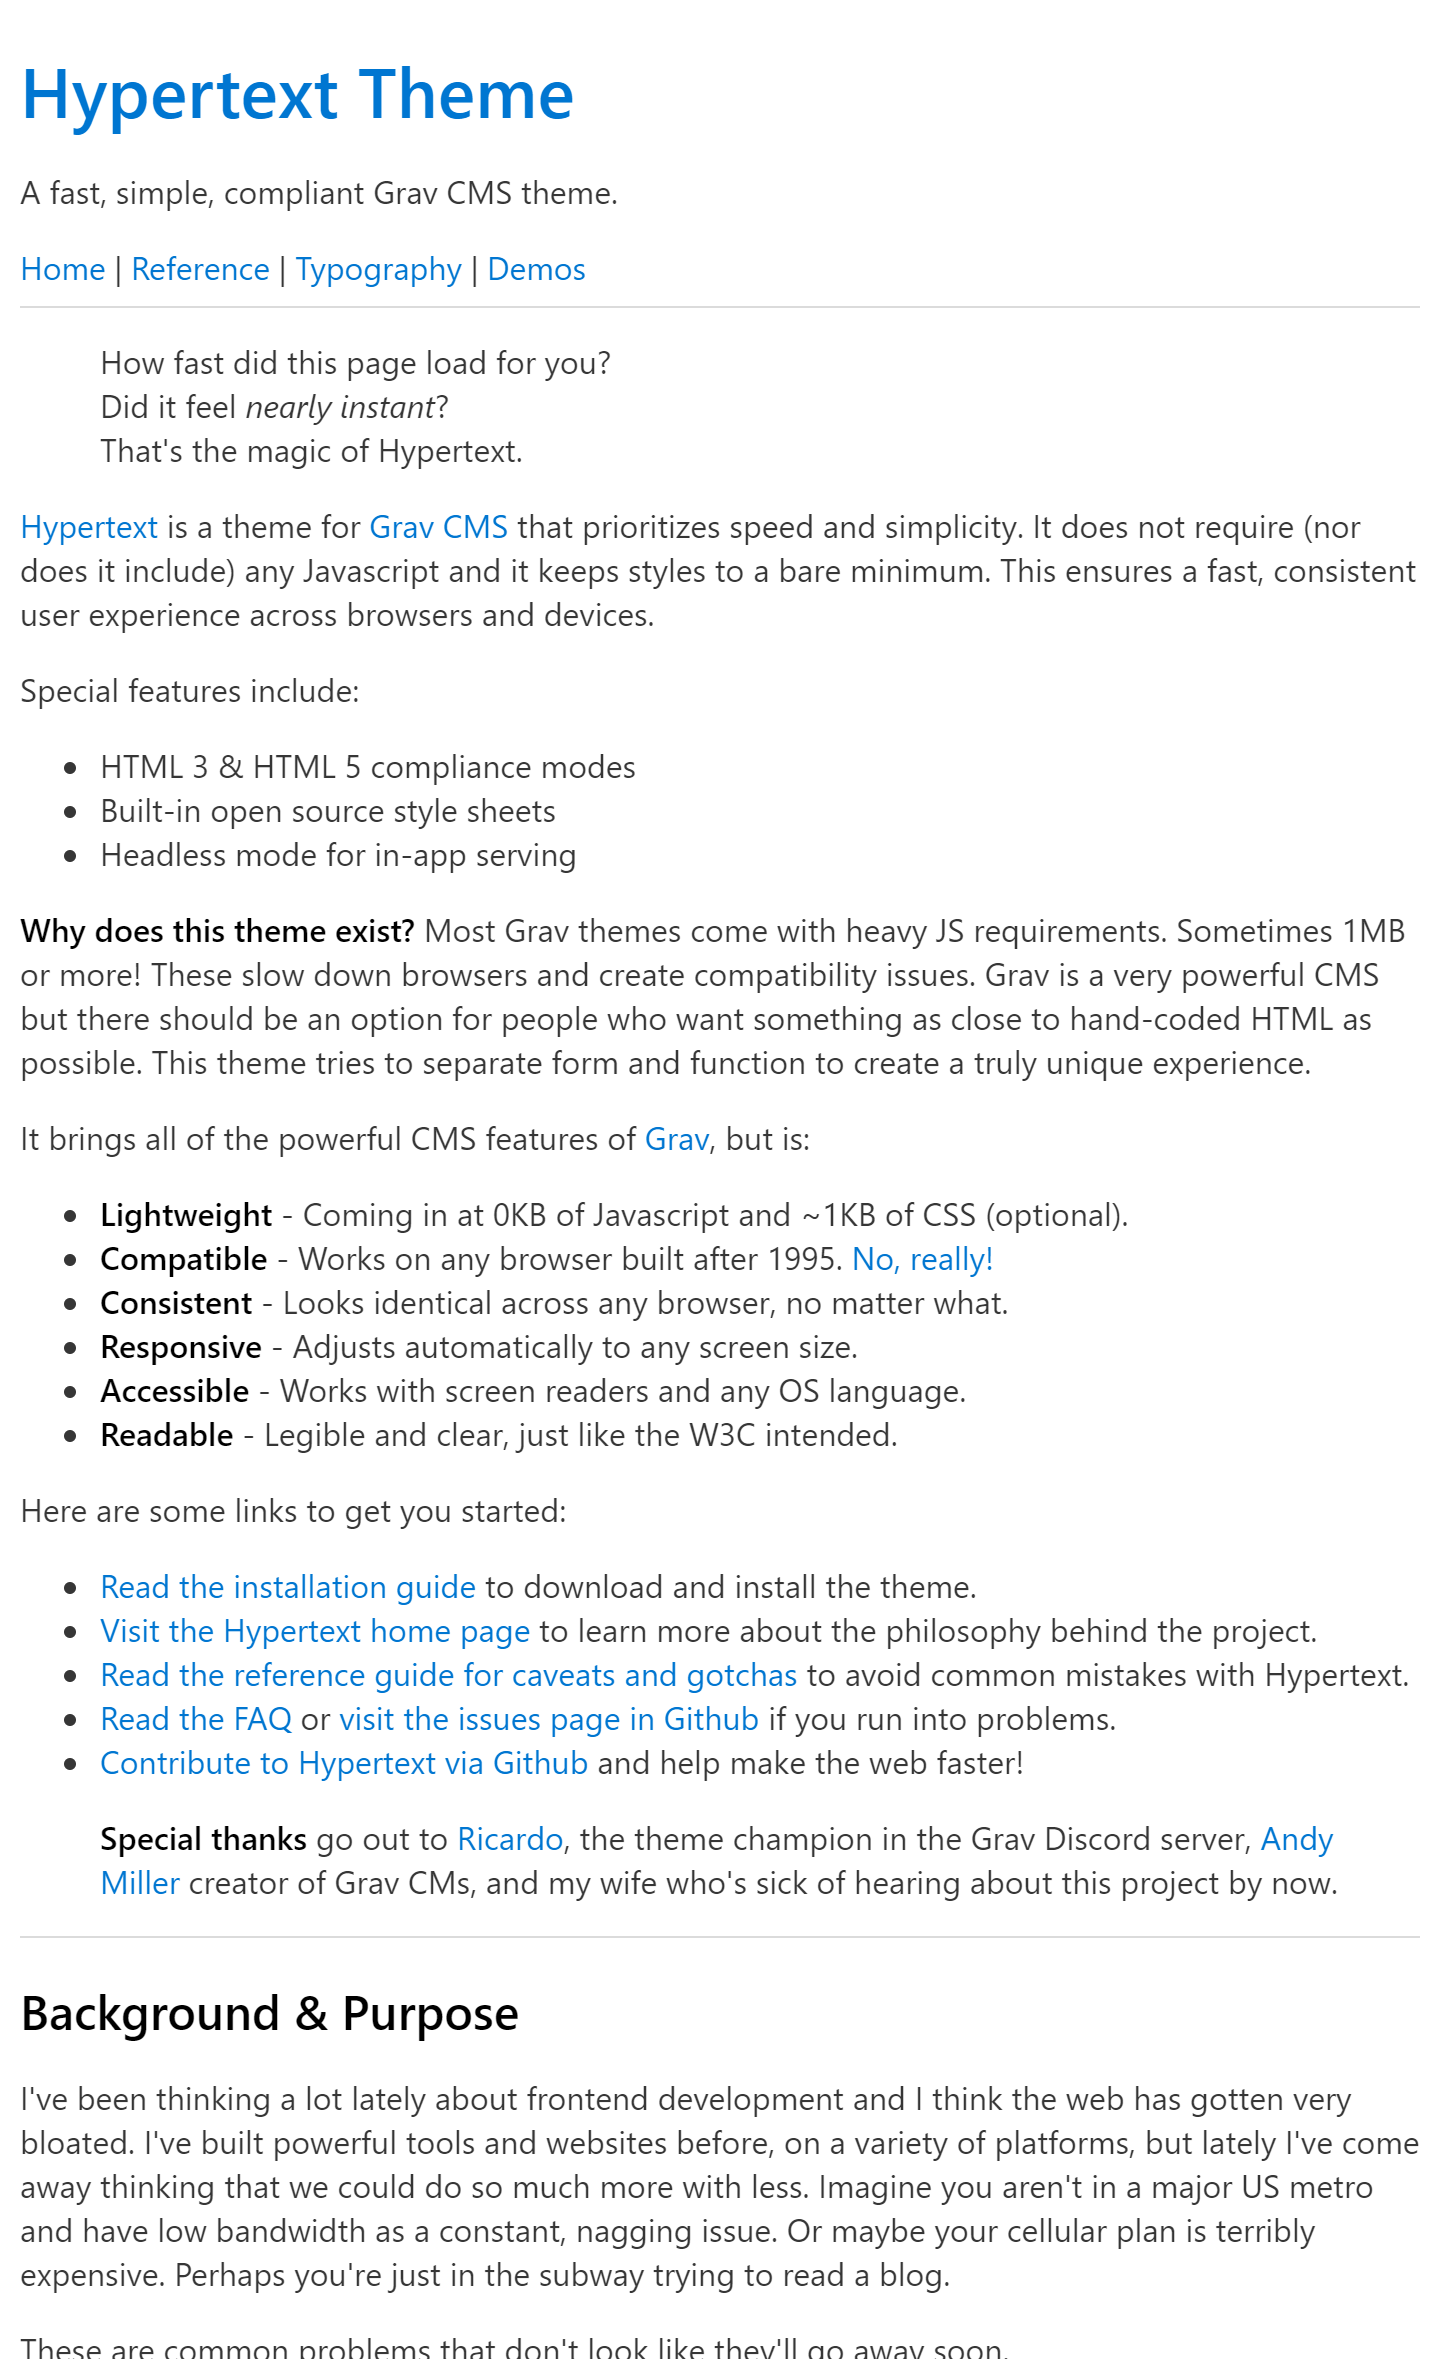 Hypertext Theme
A fast, simple, compliant Grav CMS theme.
Home | Reference | Typography | Demos
How fast did this page load for you?
Did it feel nearly instant?
That's the magic of Hypertext.
Hypertext is a theme for Grav CMS that prioritizes speed and simplicity. It does not require (nor
does it include) any Javascript and it keeps styles to a bare minimum. This ensures a fast, consistent
user experience across browsers and devices.
Special features include:
• HTML 3 & HTML 5 compliance modes
• Built-in open source style sheets
• Headless mode for in-app serving
Why does this theme exist? Most Grav themes come with heavy JS requirements. Sometimes 1MB
or more! These slow down browsers and create compatibility issues. Grav is a very powerful CMS
but there should be an option for people who want something as close to hand-coded HTML as
possible. This theme tries to separate form and function to create a truly unique experience.
It brings all of the powerful CMS features of Grav, but is:
• Lightweight - Coming in at 0KB of Javascript and ~1KB of CSS (optional).
• Compatible - Works on any browser built after 1995. No, really!
• Consistent - Looks identical across any browser, no matter what.
• Responsive - Adjusts automatically to any screen size.
• Accessible - Works with screen readers and any OS language.
• Readable - Legible and clear, just like the W3C intended.
Here are some links to get you started:
• Read the installation guide to download and install the theme.
• Visit the Hypertext home page to learn more about the philosophy behind the project.
• Read the reference guide for caveats and gotchas to avoid common mistakes with Hypertext.
• Read the FAQ or visit the issues page in Github if you run into problems.
• Contribute to Hypertext via Github and help make the web faster!
Special thanks go out to Ricardo, the theme champion in the Grav Discord server, Andy
Miller creator of Grav CMs, and my wife who's sick of hearing about this project by now.
Background & Purpose
I've been thinking a lot lately about frontend development and I think the web has gotten very
bloated. I've built powerful tools and websites before, on a variety of platforms, but lately I've come
away thinking that we could do so much more with less. Imagine you aren't in a major US metro
and have low bandwidth as a constant, nagging issue. Or maybe your cellular plan is terribly
expensive. Perhaps you're just in the subway trying to read a blog.
These are common problems that don't look like they'll go away soon.